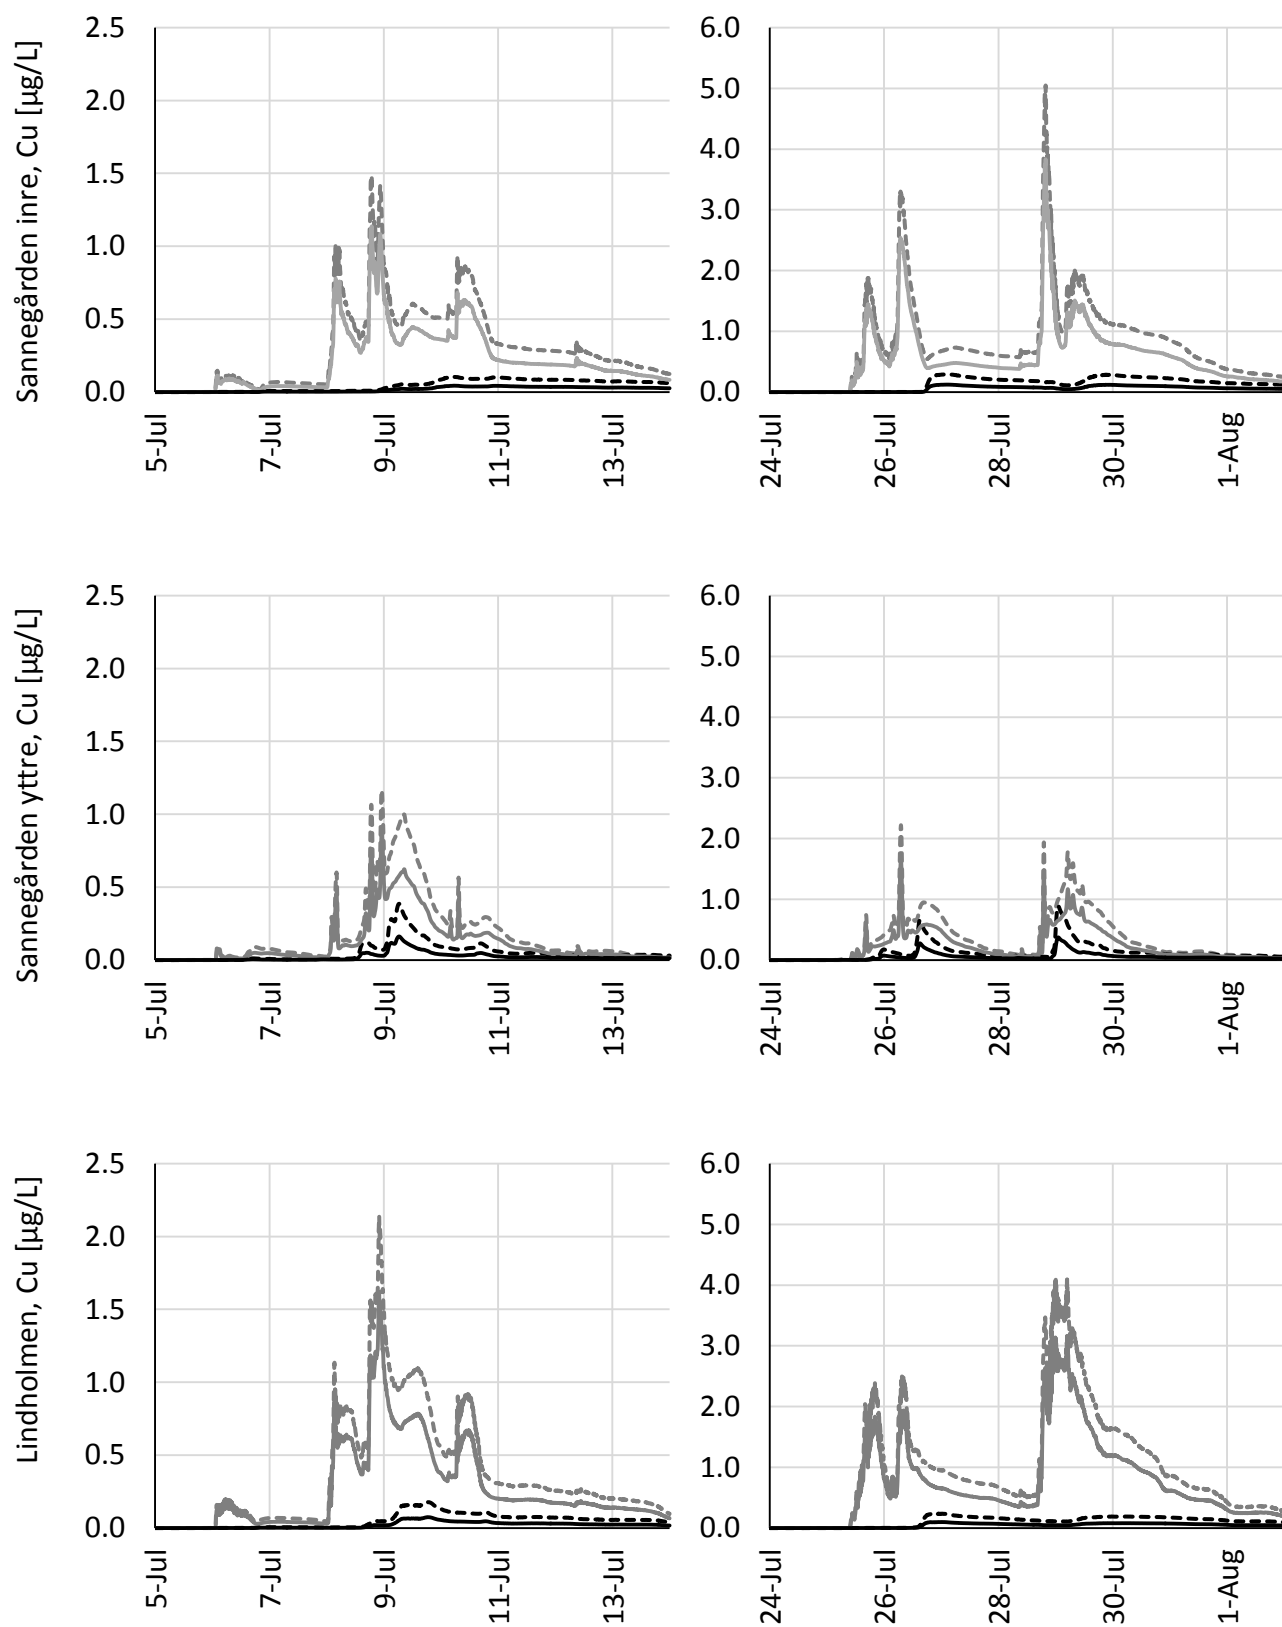 Sannegården inre, Cu [µg/L]
2.5
2.0
1.5
1.0
0.5
0.0
5-Jul
7-Jul
9-Jul
11-Jul
13-Jul
6.0
5.0
4.0
3.0
2.0
1.0
0.0
24-Jul
26-Jul
28-Jul
30-Jul
1-Aug
Sannegården yttre, Cu [µg/L]
2.5
2.0
1.5
1.0
0.5
0.0
5-Jul
7-Jul
9-Jul
11-Jul
13-Jul
6.0
5.0
4.0
3.0
2.0
1.0
0.0
24-Jul
26-Jul
28-Jul
30-Jul
1-Aug
Lindholmen, Cu [µg/L]
2.5
2.0
1.5
1.0
0.5
0.0
5-Jul
7-Jul
9-Jul
11-Jul
13-Jul
6.0
5.0
4.0
3.0
2.0
1.0
0.0
24-Jul
26-Jul
28-Jul
30-Jul
1-Aug